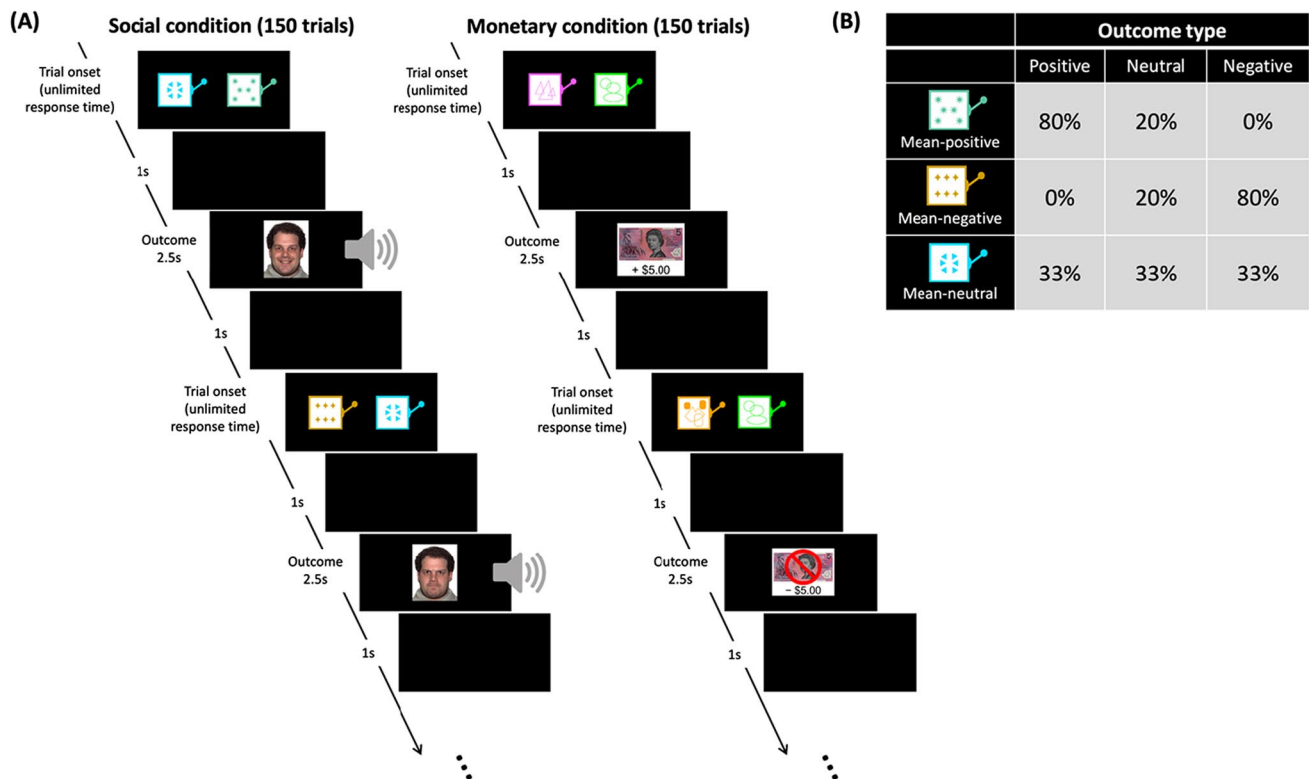 (A)
Social condition (150 trials)
Trial onset
(unlimited
response time)
1s
Outcome
2.5s
1s
Trial onset
(unlimited
response time)
1s
Outcome
2.5s
1s
...
Monetary condition (150 trials)
Trial onset
(unlimited
response time)
1s
Outcome
2.5s
5
+ $5.00
1s
Trial onset
(unlimited
response time)
1s
Outcome
2.5s
− $5.00
1s
...
(B)
Outcome type
Positive Neutral Negative
Mean-positive 80% 20% 0%
Mean-negative 0% 20% 80%
Mean-neutral 33% 33% 33%